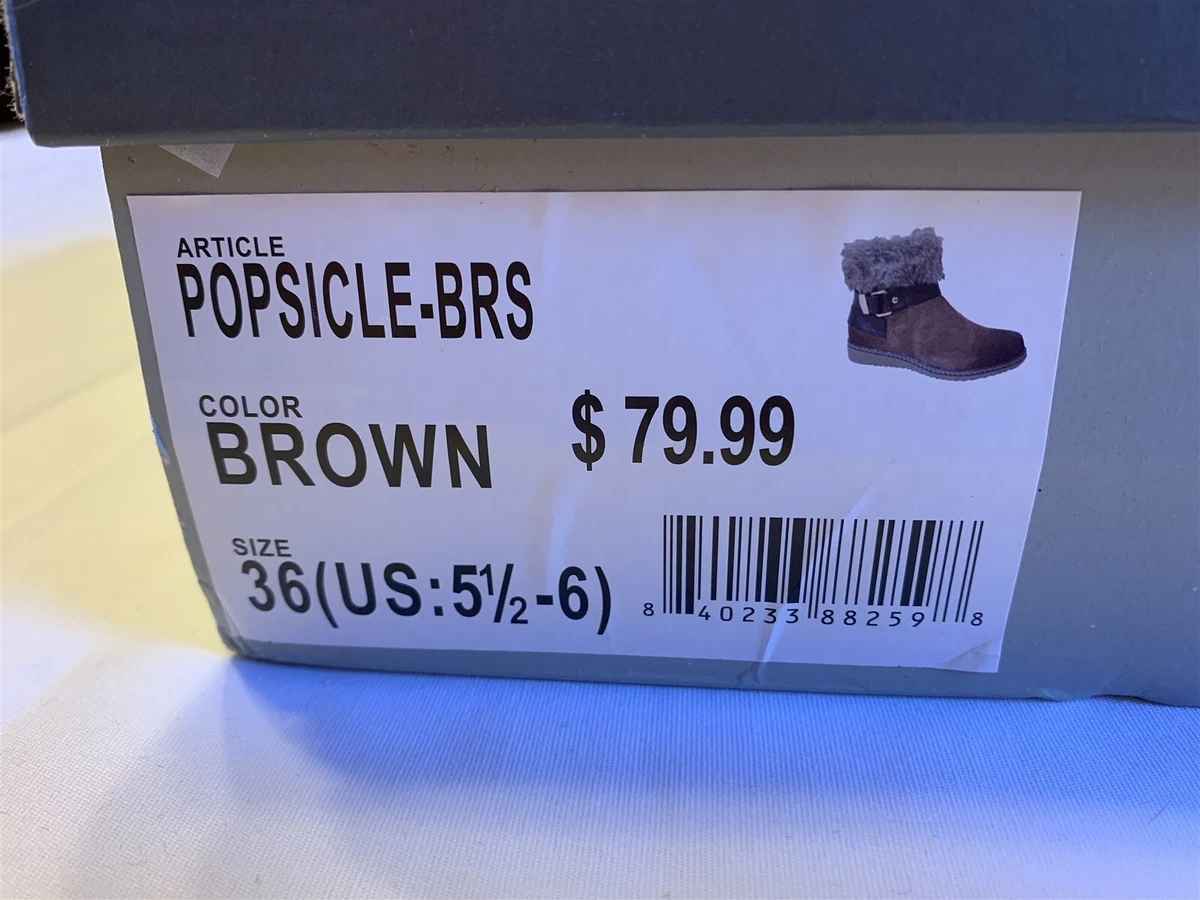 ARTICLE
POPSICLE-BRS
COLOR
BROWN
$ 79.99
SIZE
36(US:5½-6)
8 40233 88259 8